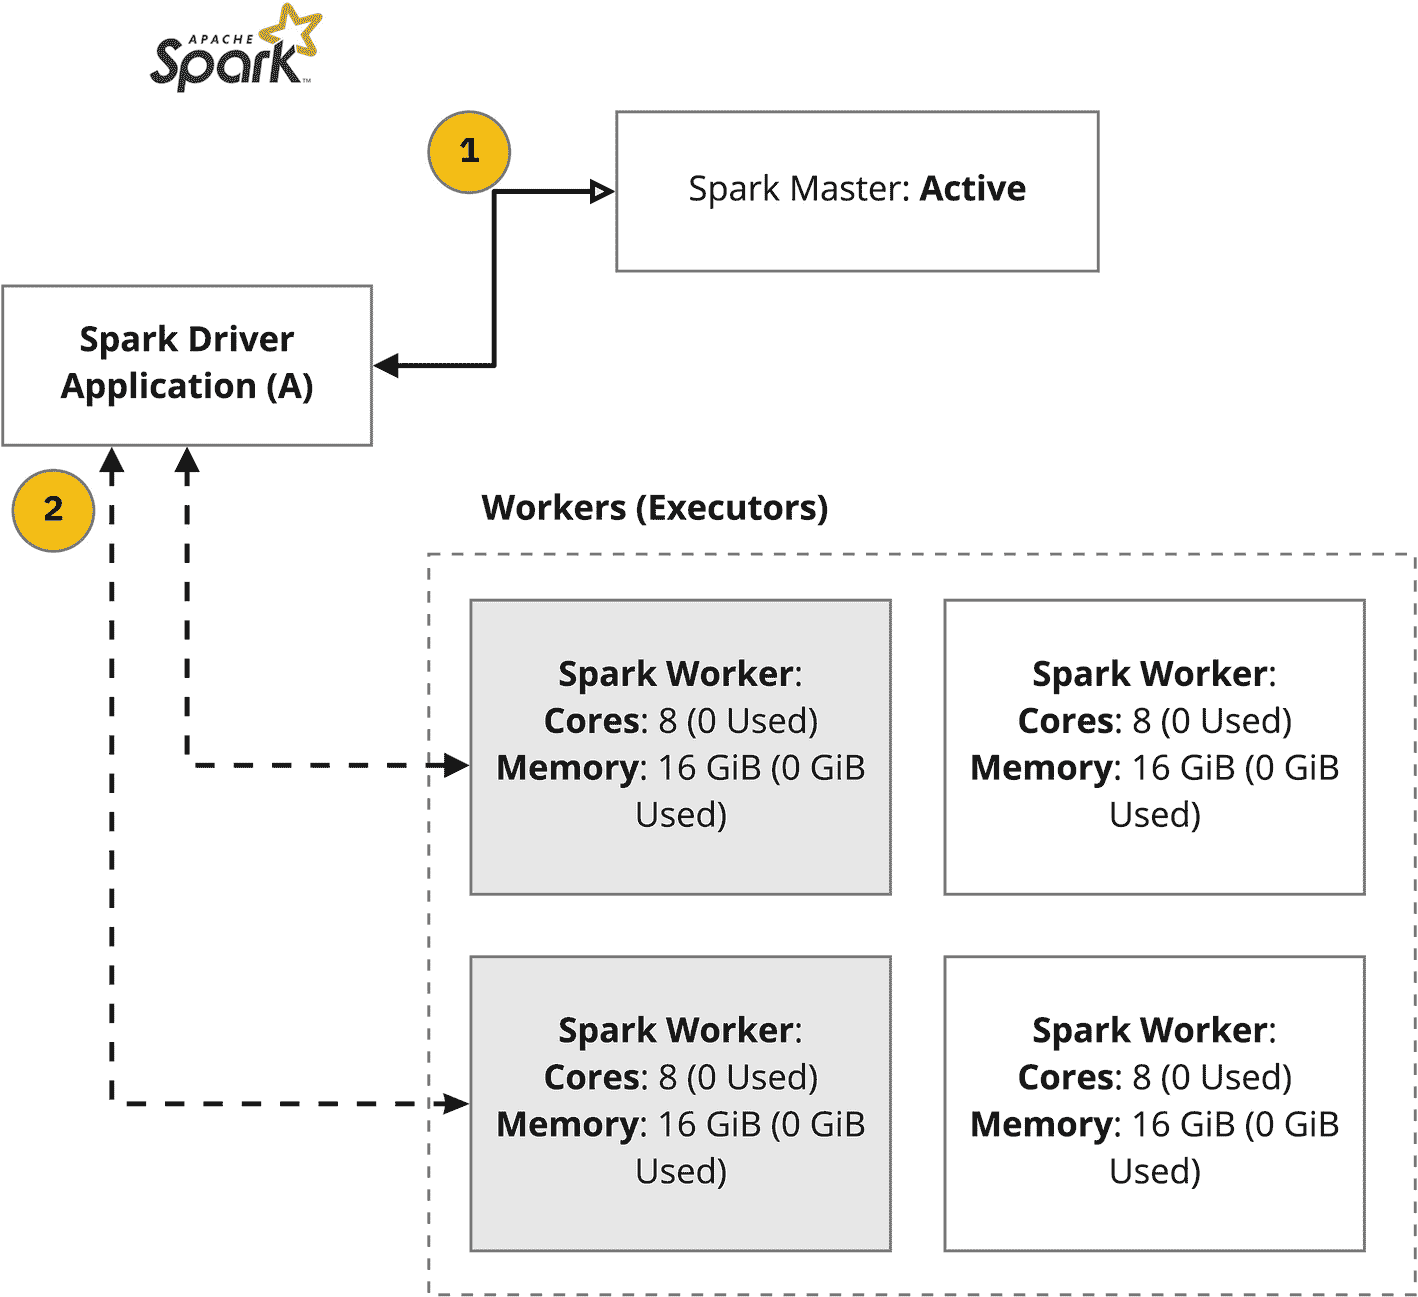 APACHE
Spark™
1
Spark Master: Active
Spark Driver
Application (A)
2
Workers (Executors)
Spark Worker:
Cores: 8 (0 Used)
Memory: 16 GiB (0 GiB
Used)
Spark Worker:
Cores: 8 (0 Used)
Memory: 16 GiB (0 GiB
Used)
Spark Worker:
Cores: 8 (0 Used)
Memory: 16 GiB (0 GiB
Used)
Spark Worker:
Cores: 8 (0 Used)
Memory: 16 GiB (0 GiB
Used)